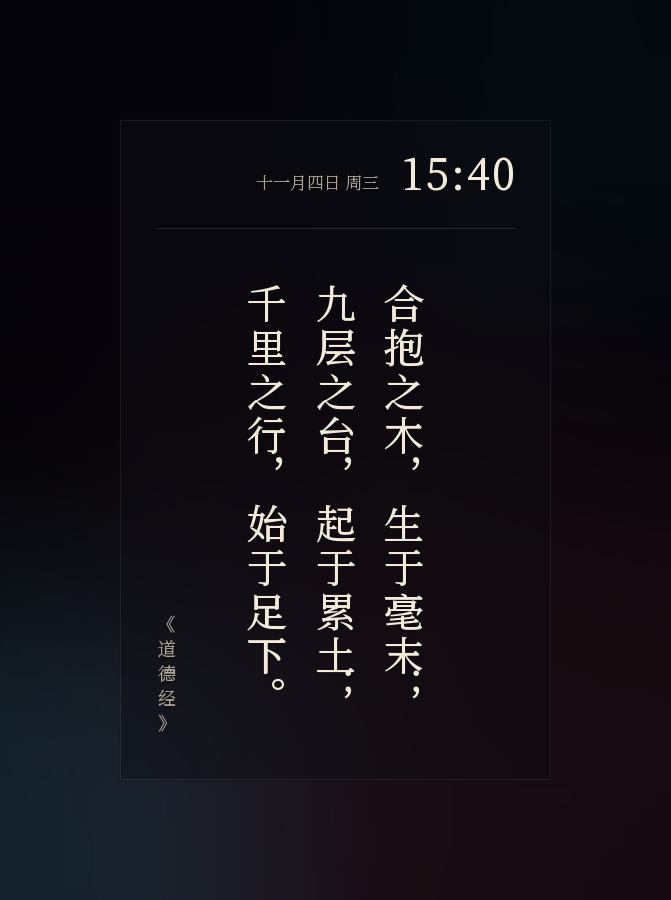 十一月四日 周三 15:40
合抱之木，生于毫末；
九层之台，起于累土；
千里之行，始于足下。
《道德经》